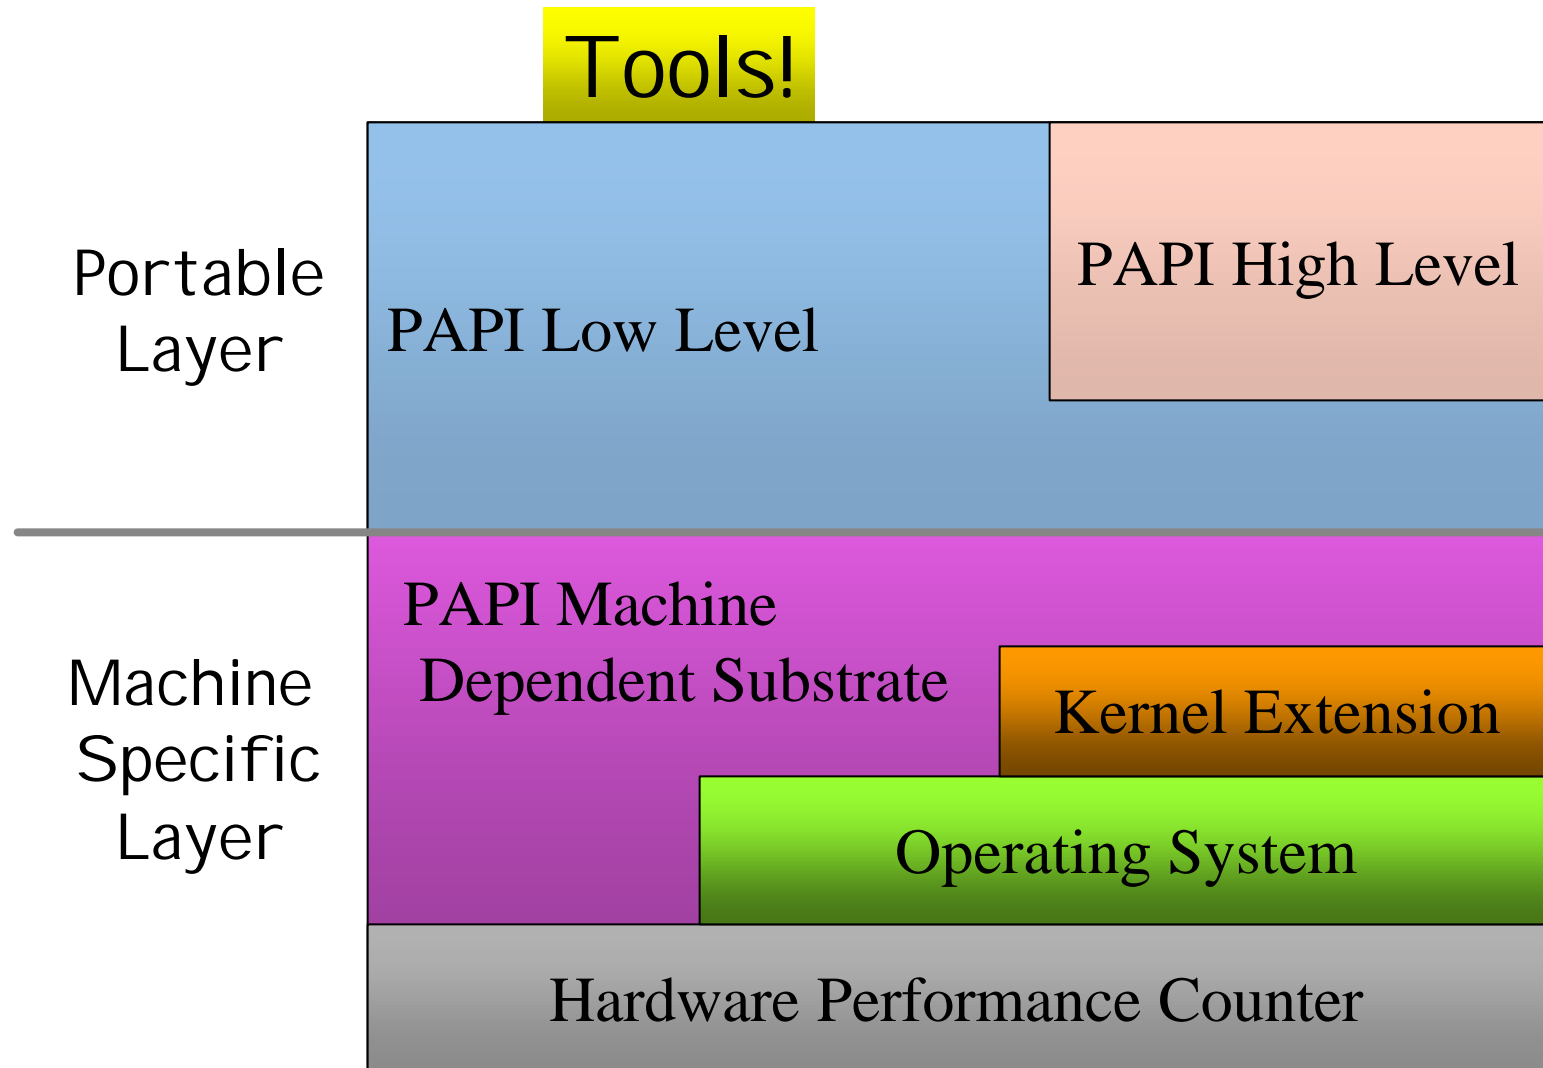 Tools!
Portable
Layer
PAPI Low Level
PAPI High Level
Machine
Specific
Layer
PAPI Machine
Dependent Substrate
Kernel Extension
Operating System
Hardware Performance Counter